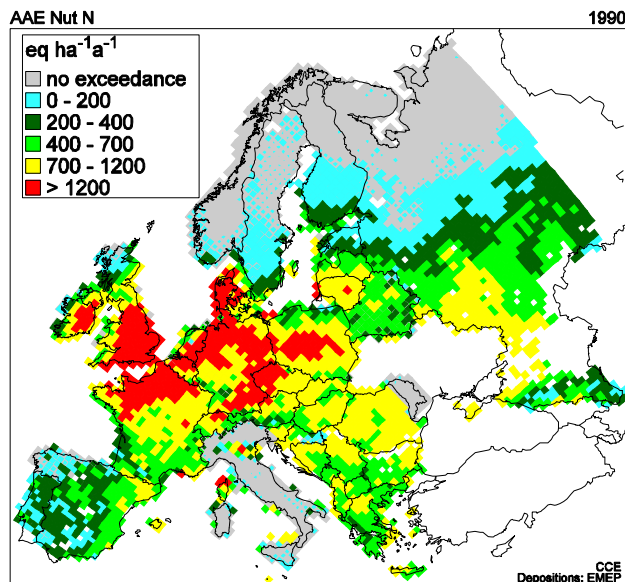 AAE Nut N 1990
eq ha⁻¹a⁻¹
no exceedance
0 - 200
200 - 400
400 - 700
700 - 1200
> 1200
CCE
Depositions: EMEP